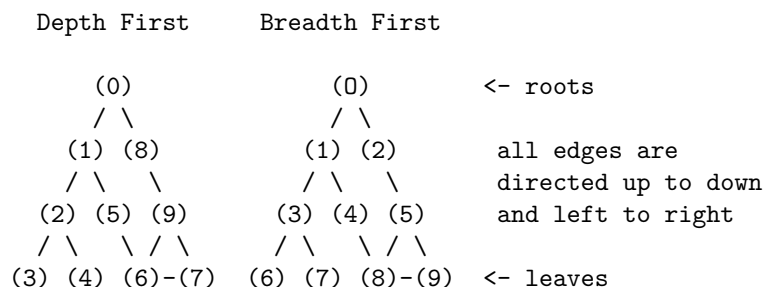 Depth First     Breadth First
(0)             (0)        <- roots
/ \             / \
(1) (8)         (1) (2)       all edges are
/ \   \         / \   \       directed up to down
(2) (5) (9)     (3) (4) (5)     and left to right
/ \   \ / \     / \   \ / \
(3) (4) (6)-(7)  (6) (7) (8)-(9)  <- leaves